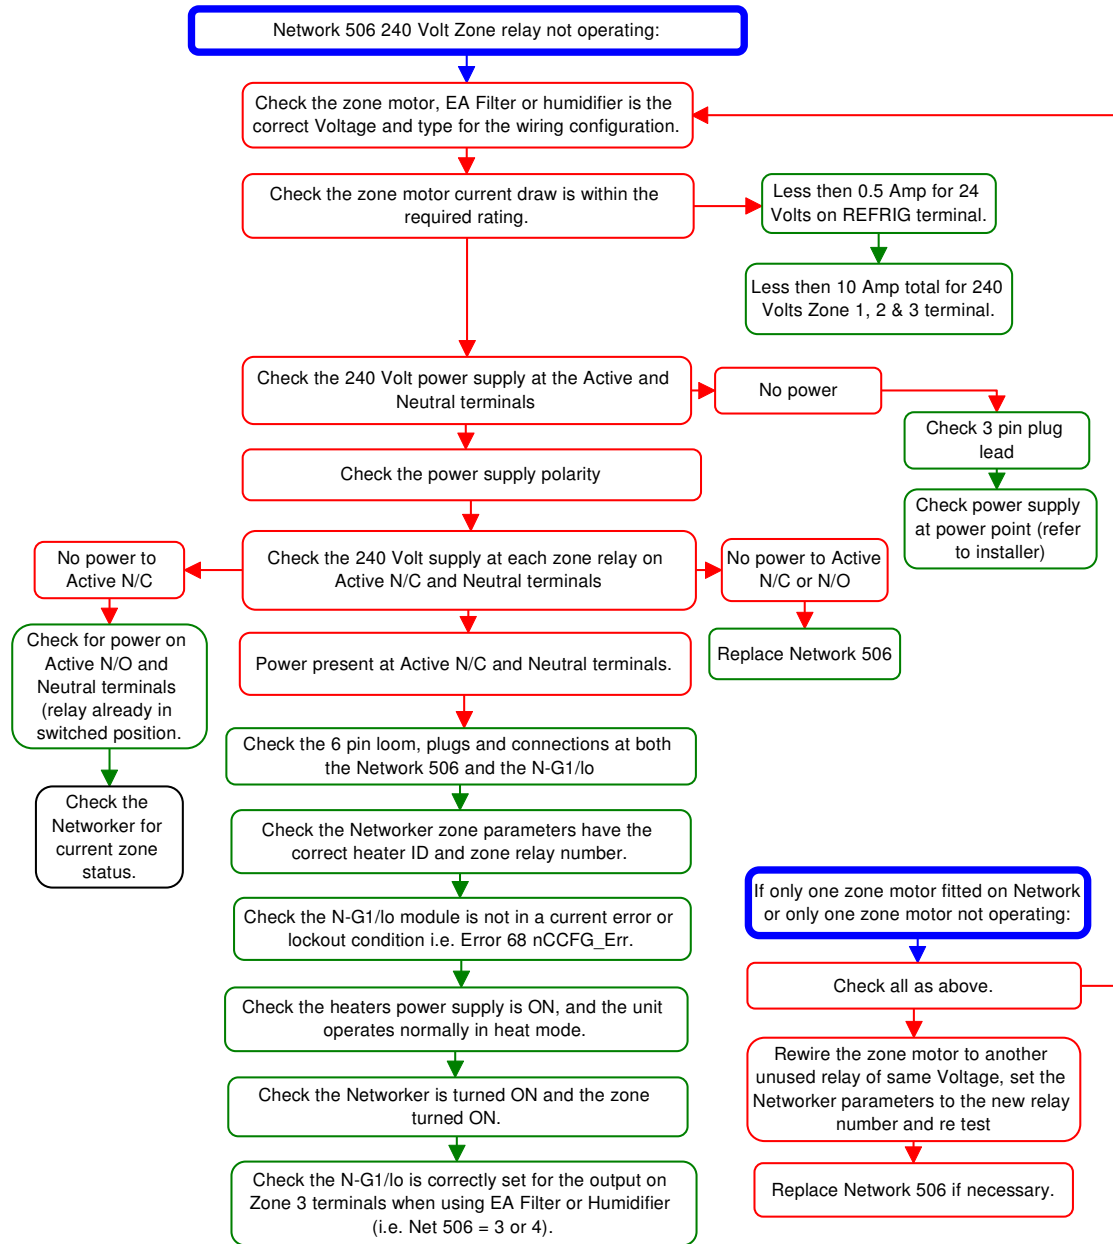 Network 506 240 Volt Zone relay not operating:
Check the zone motor, EA Filter or humidifier is the
correct Voltage and type for the wiring configuration.
Check the zone motor current draw is within the
required rating.
Less then 0.5 Amp for 24
Volts on REFRIG terminal.
Less then 10 Amp total for 240
Volts Zone 1, 2 & 3 terminal.
Check the 240 Volt power supply at the Active and
Neutral terminals
No power
Check 3 pin plug
lead
Check power supply
at power point (refer
to installer)
Check the power supply polarity
Check the 240 Volt supply at each zone relay on
Active N/C and Neutral terminals
No power to
Active N/C
No power to Active
N/C or N/O
Check for power on
Active N/O and
Neutral terminals
(relay already in
switched position.
Replace Network 506
Power present at Active N/C and Neutral terminals.
Check the
Networker for
current zone
status.
Check the 6 pin loom, plugs and connections at both
the Network 506 and the N-G1/Io
Check the Networker zone parameters have the
correct heater ID and zone relay number.
Check the N-G1/Io module is not in a current error or
lockout condition i.e. Error 68 nCCFG_Err.
Check the heaters power supply is ON, and the unit
operates normally in heat mode.
Check the Networker is turned ON and the zone
turned ON.
Check the N-G1/Io is correctly set for the output on
Zone 3 terminals when using EA Filter or Humidifier
(i.e. Net 506 = 3 or 4).
If only one zone motor fitted on Network
or only one zone motor not operating:
Check all as above.
Rewire the zone motor to another
unused relay of same Voltage, set the
Networker parameters to the new relay
number and re test
Replace Network 506 if necessary.